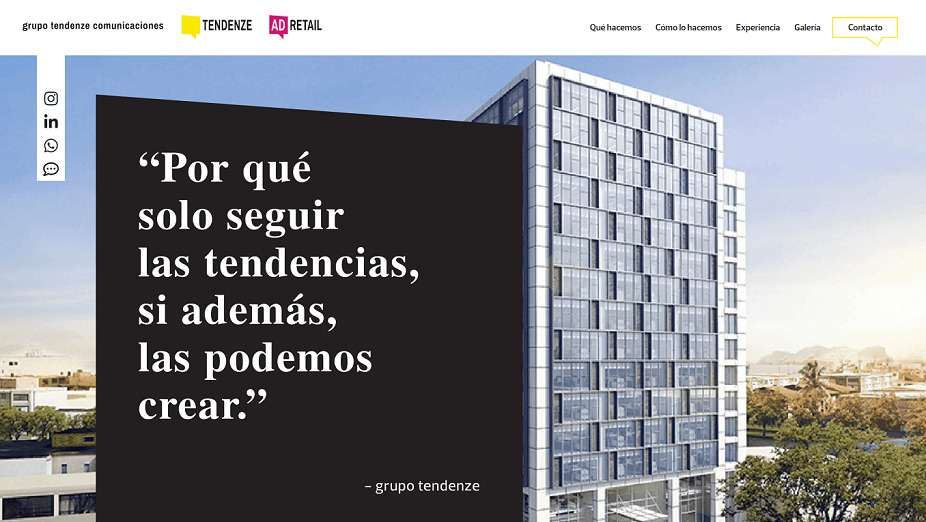 grupo tendenze comunicaciones
TENDENZE
AD RETAIL
Qué hacemos
Cómo lo hacemos
Experiencia
Galería
Contacto
“Por qué
solo seguir
las tendencias,
si además,
las podemos
crear.”
– grupo tendenze